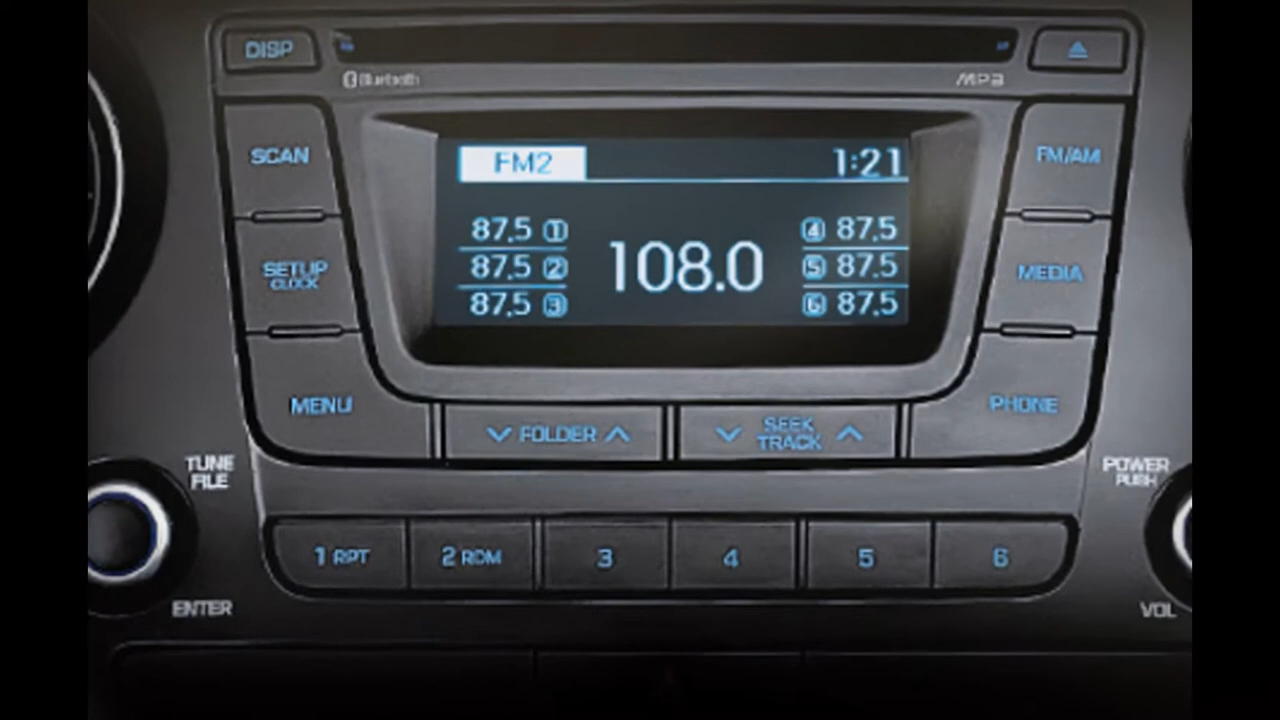 DISP
Bluetooth
MP3
SCAN
FM2
1:21
FM/AM
87.5 1
4 87.5
SETUP
CLOCK
87.5 2
108.0
5 87.5
MEDIA
87.5 3
6 87.5
MENU
FOLDER
SEEK
TRACK
PHONE
TUNE
FILE
POWER
PUSH
1 RPT
2 RDM
3
4
5
6
ENTER
VOL